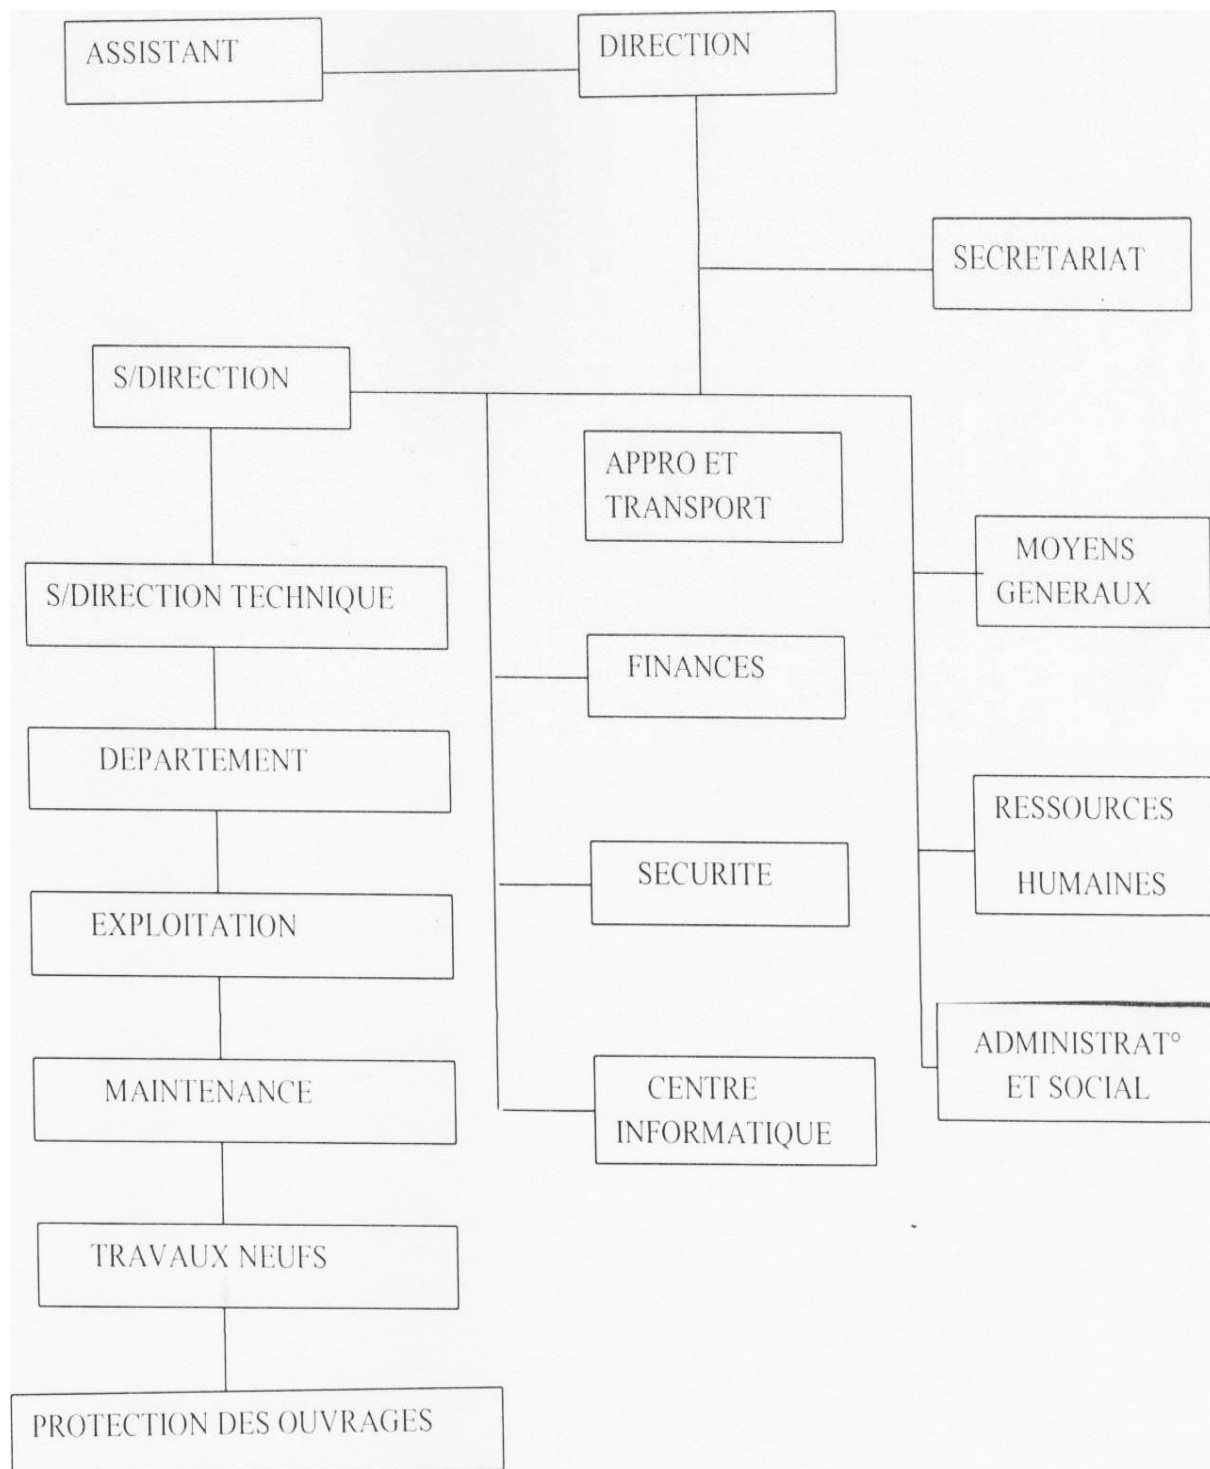 ASSISTANT
DIRECTION
SECRETARIAT
S/DIRECTION
APPRO ET
TRANSPORT
MOYENS
GENERAUX
S/DIRECTION TECHNIQUE
FINANCES
DEPARTEMENT
RESSOURCES
HUMAINES
SECURITE
EXPLOITATION
ADMINISTRAT°
ET SOCIAL
MAINTENANCE
CENTRE
INFORMATIQUE
TRAVAUX NEUFS
PROTECTION DES OUVRAGES